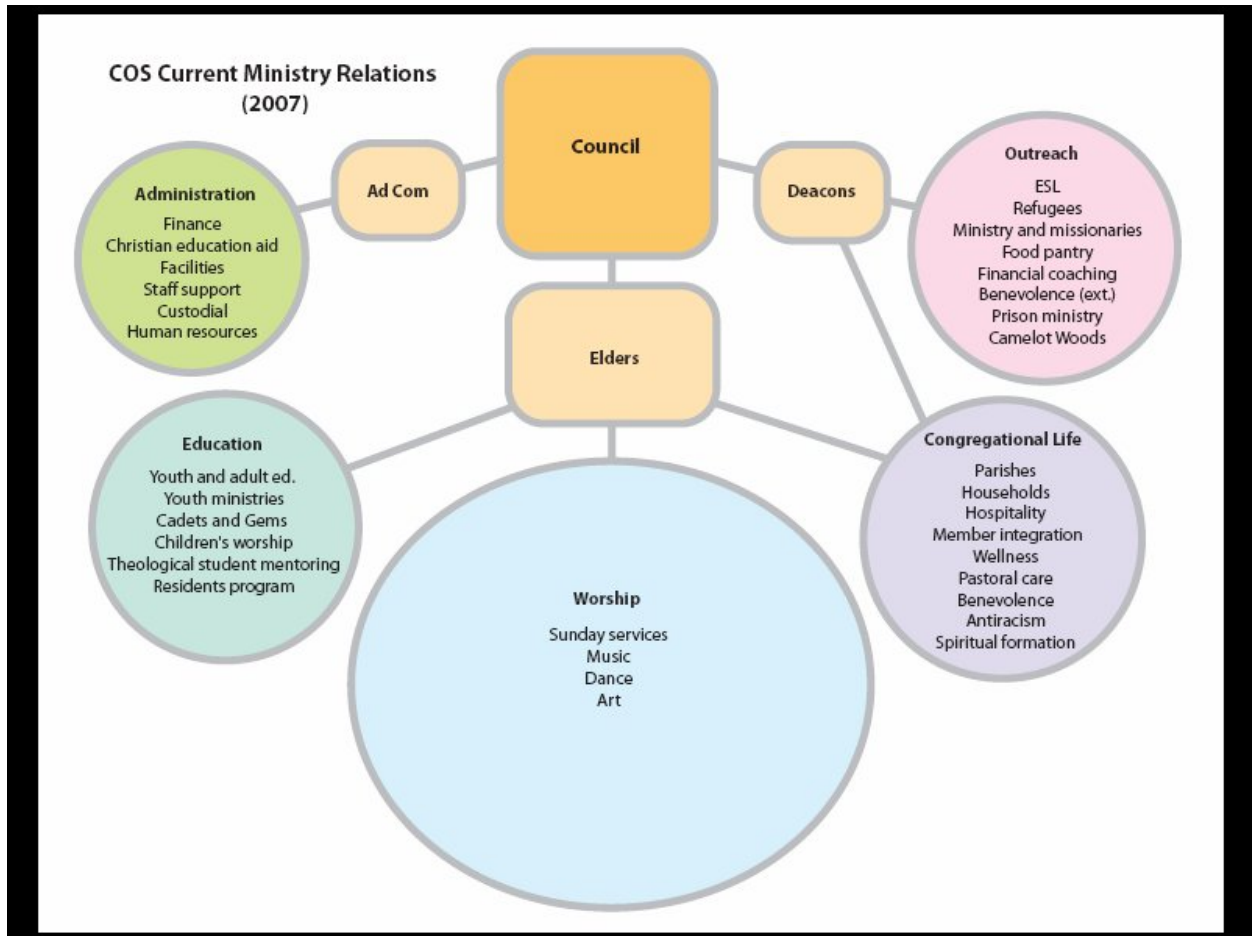 COS Current Ministry Relations
(2007)
Council
Ad Com
Deacons
Elders
Administration
Finance
Christian education aid
Facilities
Staff support
Custodial
Human resources
Outreach
ESL
Refugees
Ministry and missionaries
Food pantry
Financial coaching
Benevolence (ext.)
Prison ministry
Camelot Woods
Education
Youth and adult ed.
Youth ministries
Cadets and Gems
Children's worship
Theological student mentoring
Residents program
Worship
Sunday services
Music
Dance
Art
Congregational Life
Parishes
Households
Hospitality
Member integration
Wellness
Pastoral care
Benevolence
Antiracism
Spiritual formation